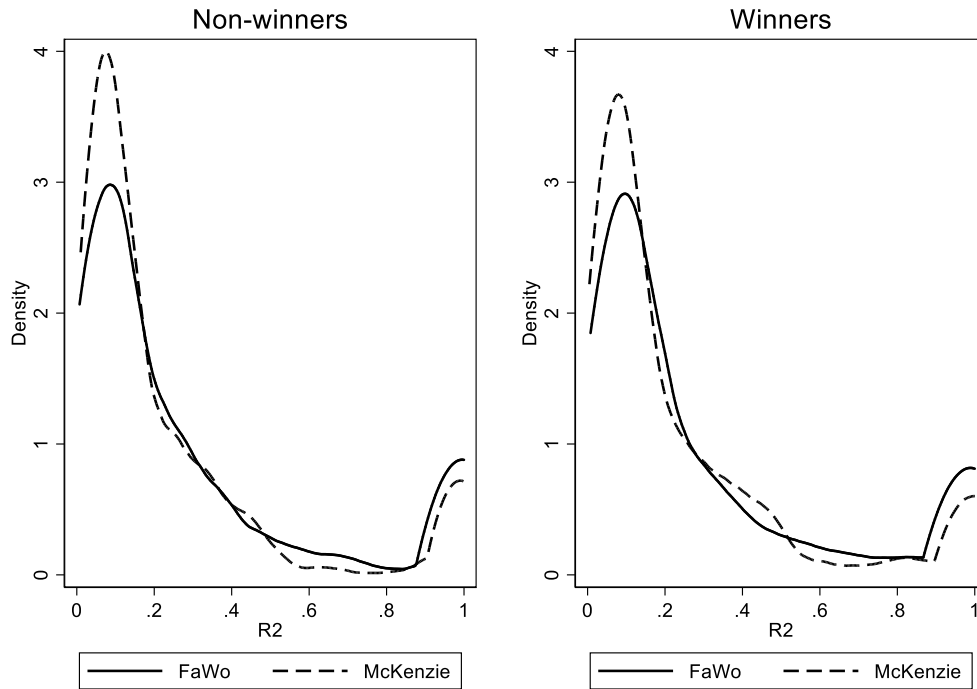 Non-winners
4
3
2
1
0
Density
0 .2 .4 .6 .8 1
R2
FaWo McKenzie
Winners
4
3
2
1
0
Density
0 .2 .4 .6 .8 1
R2
FaWo McKenzie